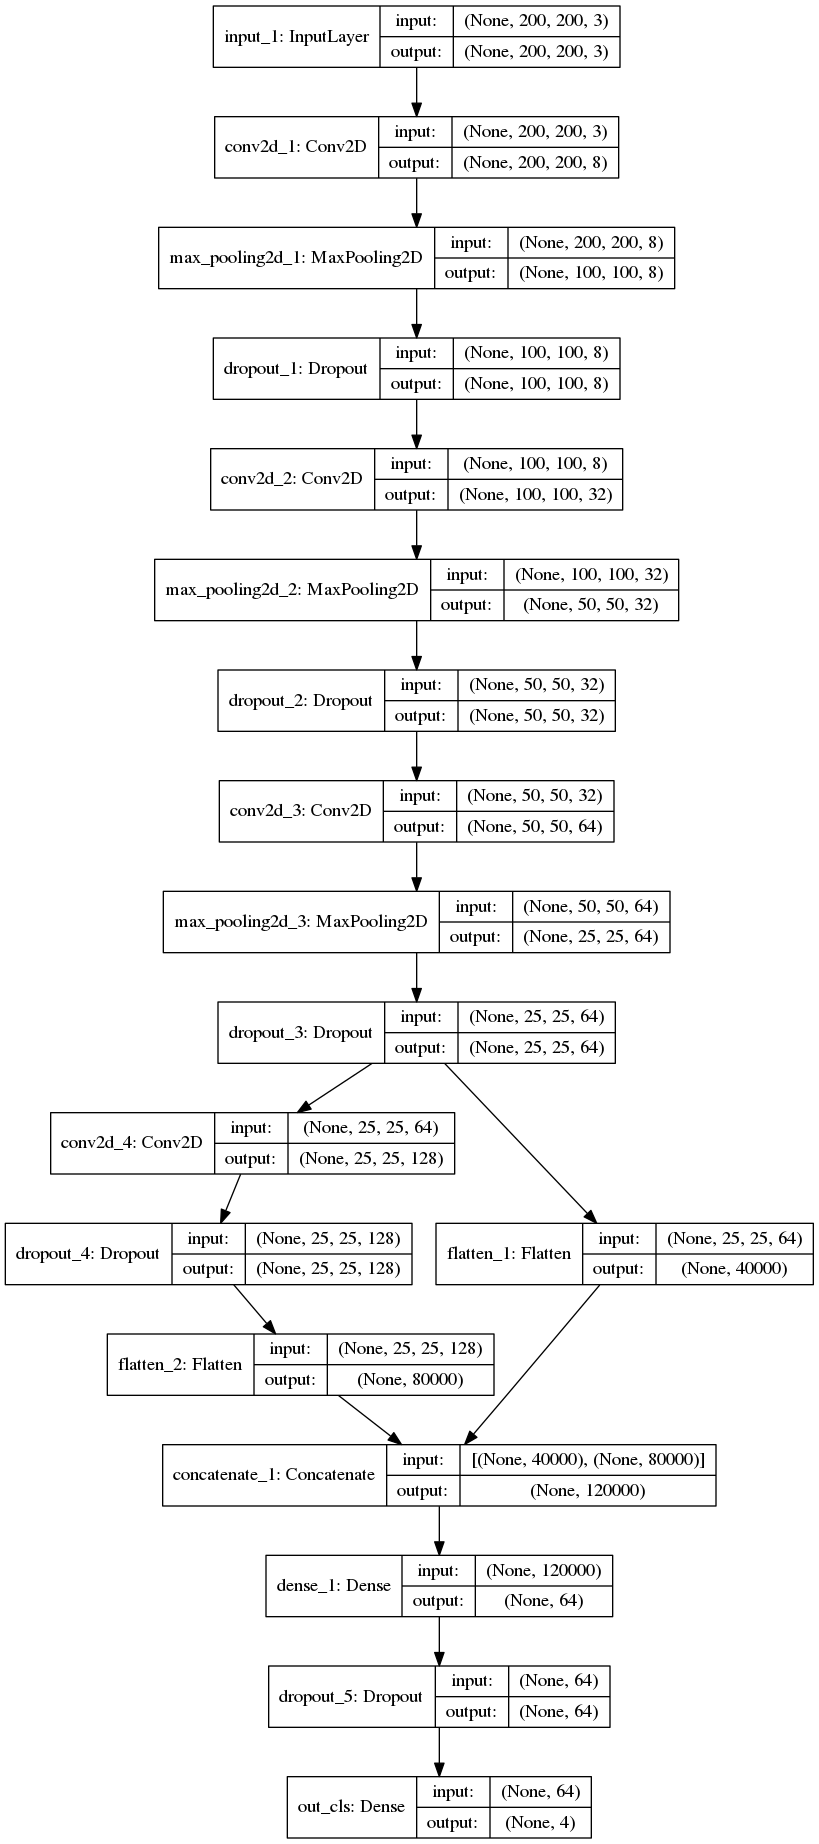 input_1: InputLayer
input: (None, 200, 200, 3)
output: (None, 200, 200, 3)
conv2d_1: Conv2D
input: (None, 200, 200, 3)
output: (None, 200, 200, 8)
max_pooling2d_1: MaxPooling2D
input: (None, 200, 200, 8)
output: (None, 100, 100, 8)
dropout_1: Dropout
input: (None, 100, 100, 8)
output: (None, 100, 100, 8)
conv2d_2: Conv2D
input: (None, 100, 100, 8)
output: (None, 100, 100, 32)
max_pooling2d_2: MaxPooling2D
input: (None, 100, 100, 32)
output: (None, 50, 50, 32)
dropout_2: Dropout
input: (None, 50, 50, 32)
output: (None, 50, 50, 32)
conv2d_3: Conv2D
input: (None, 50, 50, 32)
output: (None, 50, 50, 64)
max_pooling2d_3: MaxPooling2D
input: (None, 50, 50, 64)
output: (None, 25, 25, 64)
dropout_3: Dropout
input: (None, 25, 25, 64)
output: (None, 25, 25, 64)
conv2d_4: Conv2D
input: (None, 25, 25, 64)
output: (None, 25, 25, 128)
dropout_4: Dropout
input: (None, 25, 25, 128)
output: (None, 25, 25, 128)
flatten_1: Flatten
input: (None, 25, 25, 64)
output: (None, 40000)
flatten_2: Flatten
input: (None, 25, 25, 128)
output: (None, 80000)
concatenate_1: Concatenate
input: [(None, 40000), (None, 80000)]
output: (None, 120000)
dense_1: Dense
input: (None, 120000)
output: (None, 64)
dropout_5: Dropout
input: (None, 64)
output: (None, 64)
out_cls: Dense
input: (None, 64)
output: (None, 4)